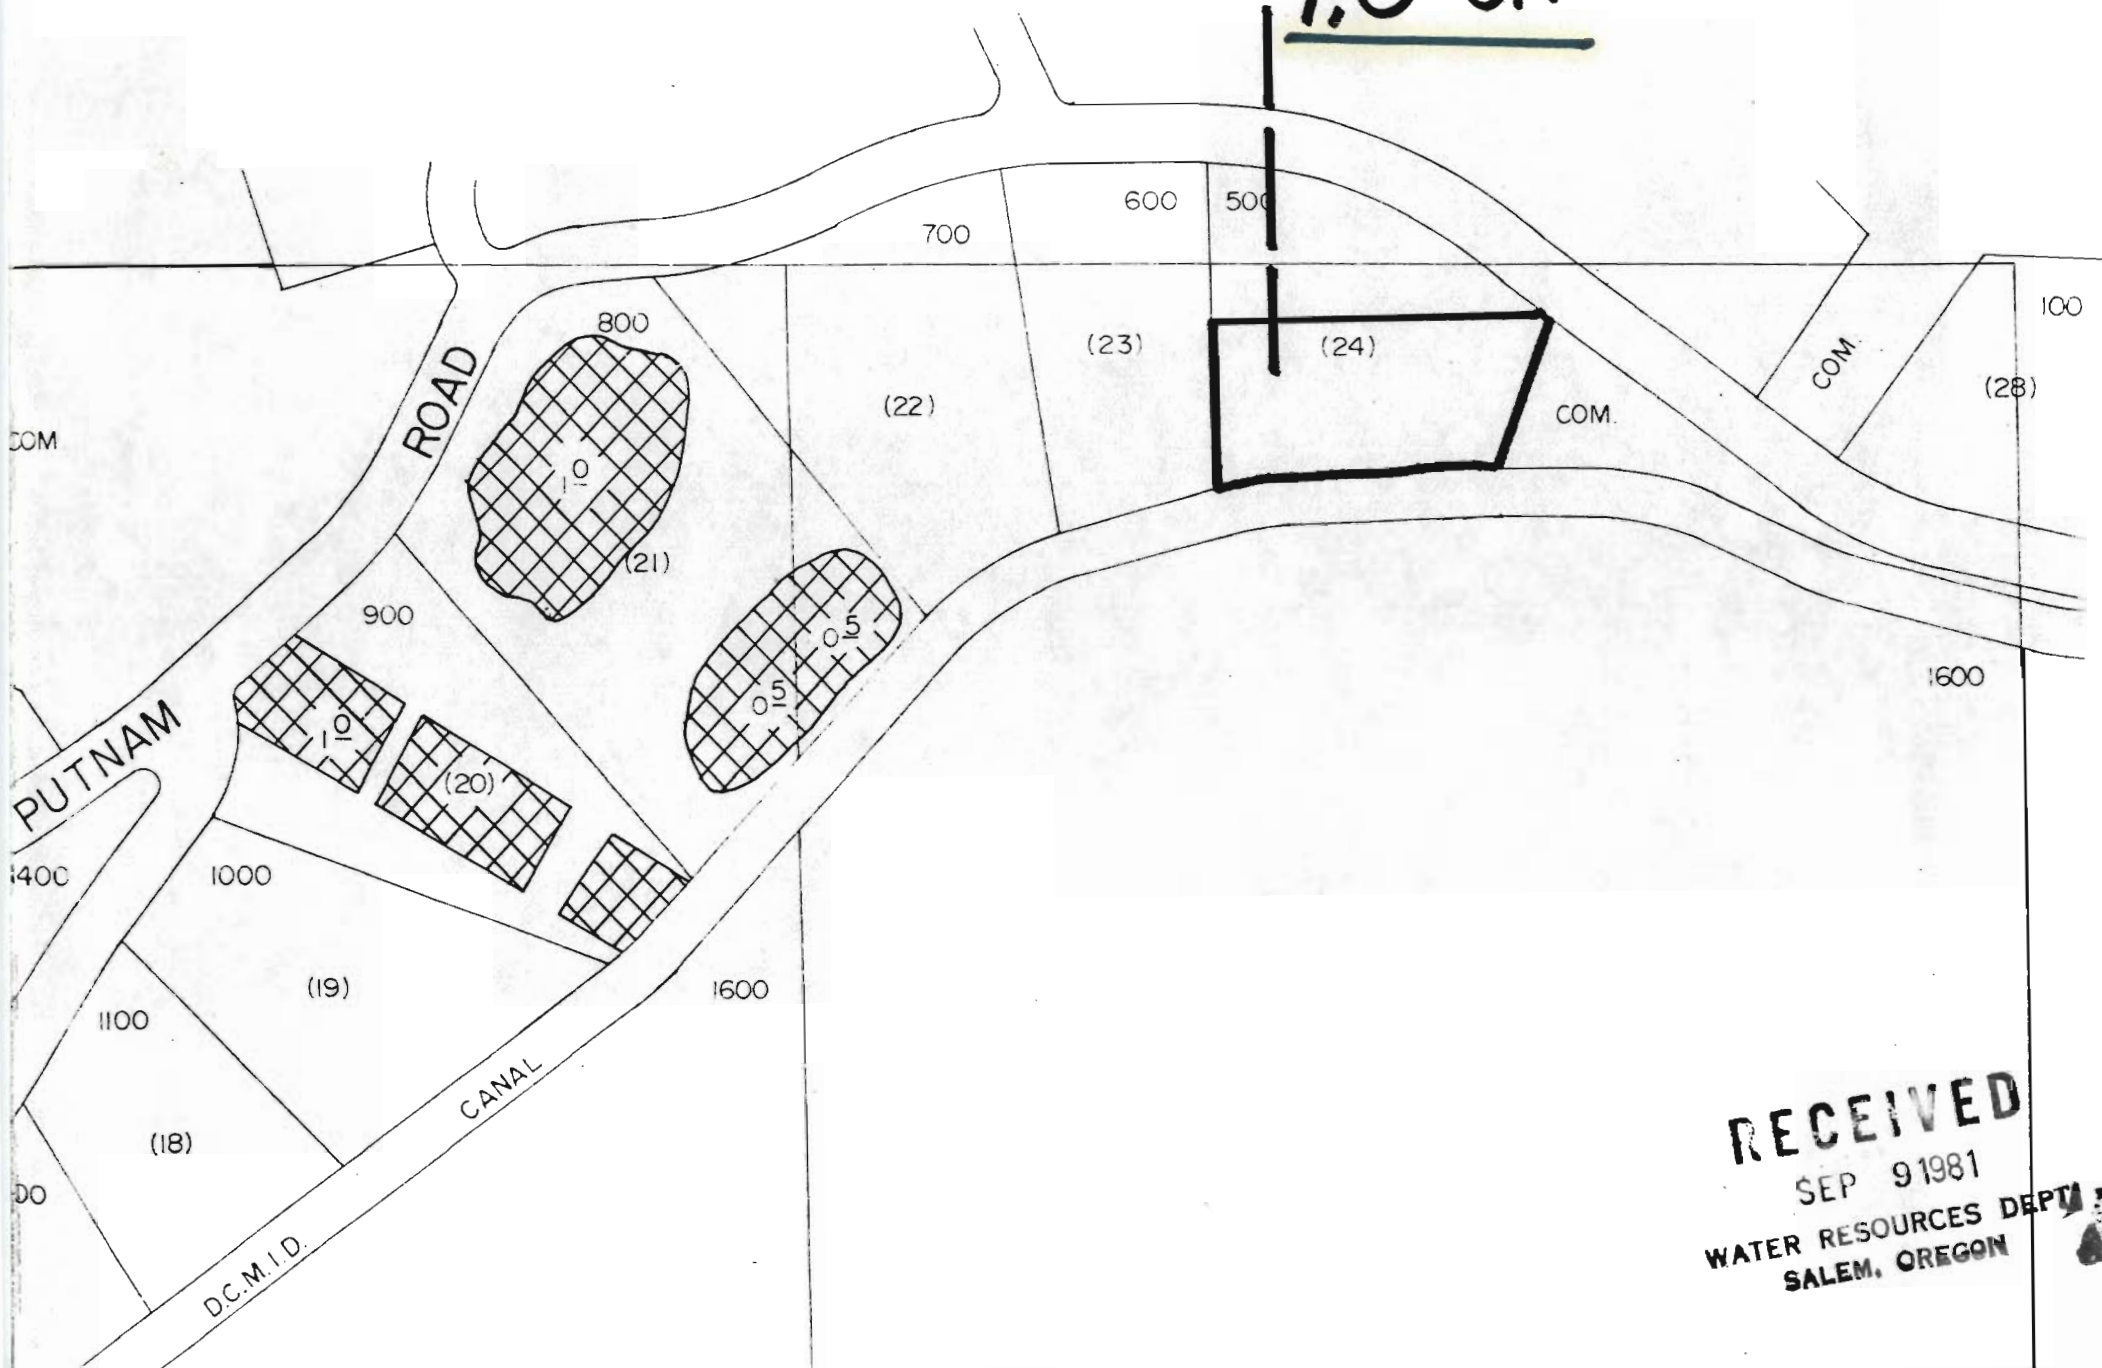 1.0
600
500
700
800
100
(23)
(24)
(22)
(28)
COM.
COM.
COM.
ROAD
1 0
(21)
900
0 5
0 5
1600
1 0
PUTNAM
(20)
1000
(19)
1600
1100
(18)
CANAL
D.C.M.I.D.
RECEIVED
SEP 9 1981
WATER RESOURCES DEPT
SALEM, OREGON